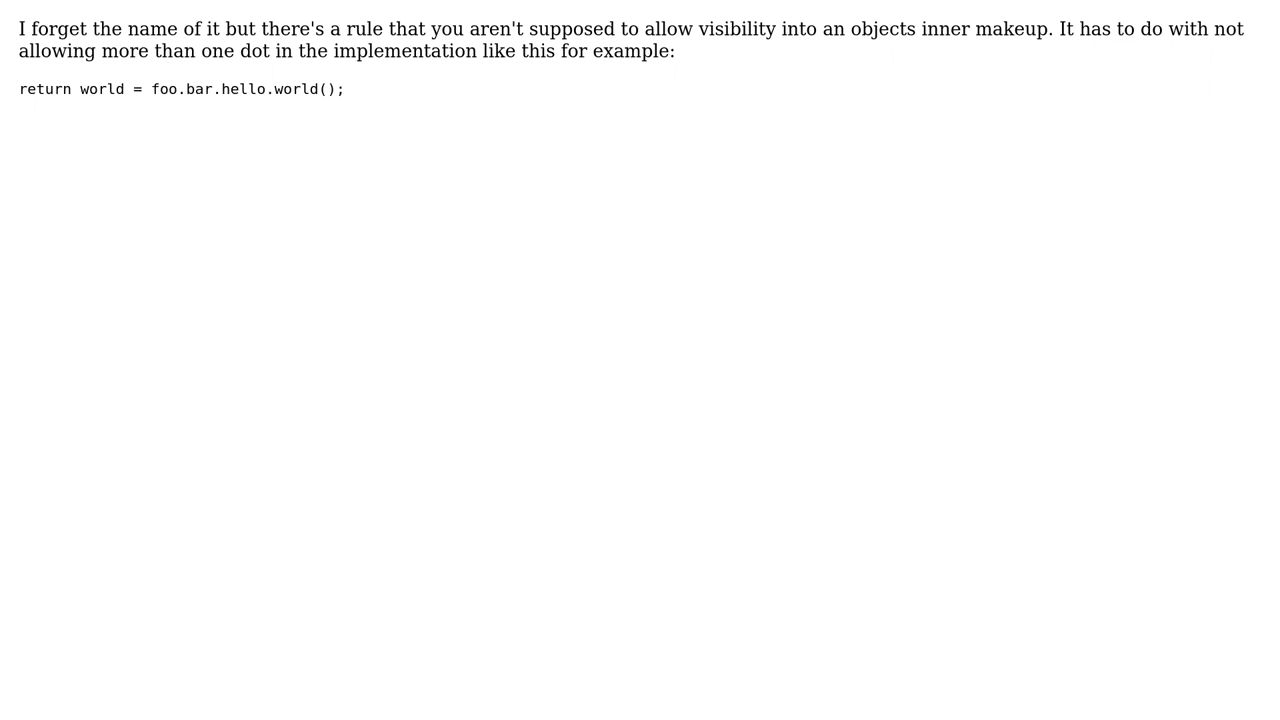 I forget the name of it but there's a rule that you aren't supposed to allow visibility into an objects inner makeup. It has to do with not
allowing more than one dot in the implementation like this for example:
return world = foo.bar.hello.world();